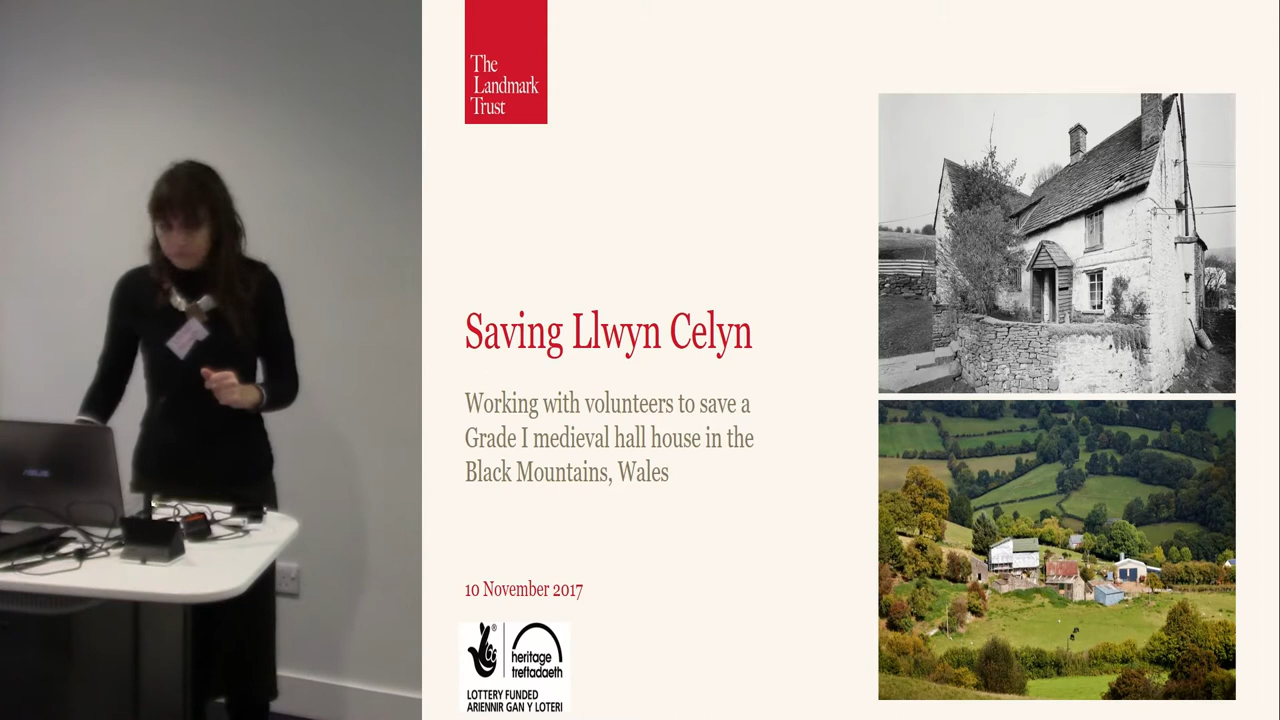 The
Landmark
Trust
Saving Llwyn Celyn
Working with volunteers to save a
Grade I medieval hall house in the
Black Mountains, Wales
10 November 2017
heritage
treftadaeth
LOTTERY FUNDED
ARIENNIR GAN Y LOTERI
ASUS